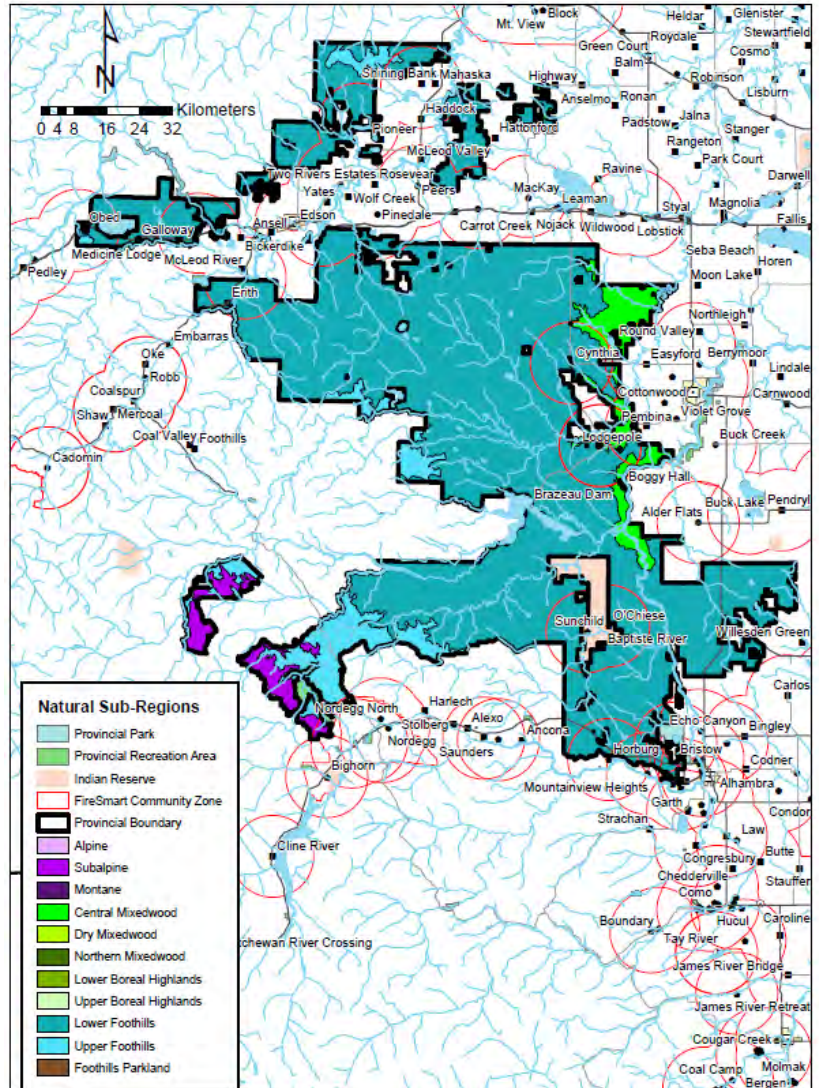 Block
Mt. View
Heldar
Glenister
Roydale
Stewartfield
Green Court
Balm
Cosmo
Shining Bank
Mahaska
Highway
Robinson
Lisburn
Kilometers
0 4 8 16 24 32
Haddock
Anselmo
Ronan
Padstow
Jalna
Pioneer
Hattonford
Rangeton
Stanger
McLeod Valley
Park Court
Two Rivers Estates
Rosevear
Peers
Ravine
Darwell
Yates
Wolf Creek
MacKay
Leaman
Magnolia
Obed
Galloway
Ansell
Edson
Pinedale
Styal
Fallis
Carrot Creek
Nojack
Wildwood
Lobstick
Bickerdike
Medicine Lodge
McLeod River
Seba Beach
Horen
Pedley
Moon Lake
Erith
Northleigh
Embarras
Round Valley
Oke
Cynthia
Easyford
Berrymoor
Lindale
Robb
Coalspur
Cottonwood
Carnwood
Shaw
Mercoal
Pembina
Violet Grove
Coal Valley
Foothills
Lodgepole
Buck Creek
Cadomin
Boggy Hall
Brazeau Dam
Buck Lake
Pendryl
Alder Flats
Sunchild
O'Chiese
Baptiste River
Willesden Green
Carlos
Nordegg North
Harlech
Stolberg
Alexo
Ancona
Echo Canyon
Bingley
Nordegg
Saunders
Horburg
Bristow
Codner
Bighorn
Mountainview Heights
Alhambra
Garth
Condor
Strachan
Law
Cline River
Congresbury
Butte
Chedderville
Stauffer
Como
Boundary
Hucul
Caroline
Tay River
tchewan River Crossing
James River Bridge
James River Retreat
Cougar Creek
Coal Camp
Bergen
Natural Sub-Regions
Provincial Park
Provincial Recreation Area
Indian Reserve
FireSmart Community Zone
Provincial Boundary
Alpine
Subalpine
Montane
Central Mixedwood
Dry Mixedwood
Northern Mixedwood
Lower Boreal Highlands
Upper Boreal Highlands
Lower Foothills
Upper Foothills
Foothills Parkland